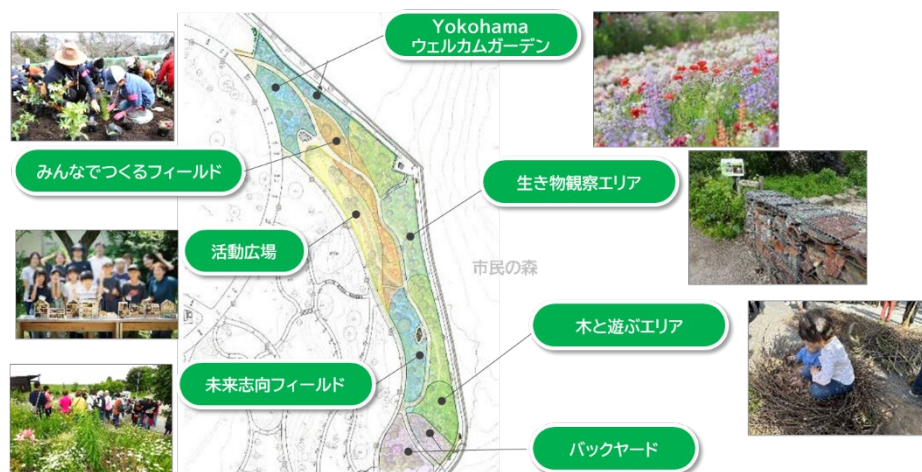 Yokohama
ウェルカムガーデン
みんなでつくるフィールド
生き物観察エリア
活動広場
市民の森
木と遊ぶエリア
未来志向フィールド
バックヤード